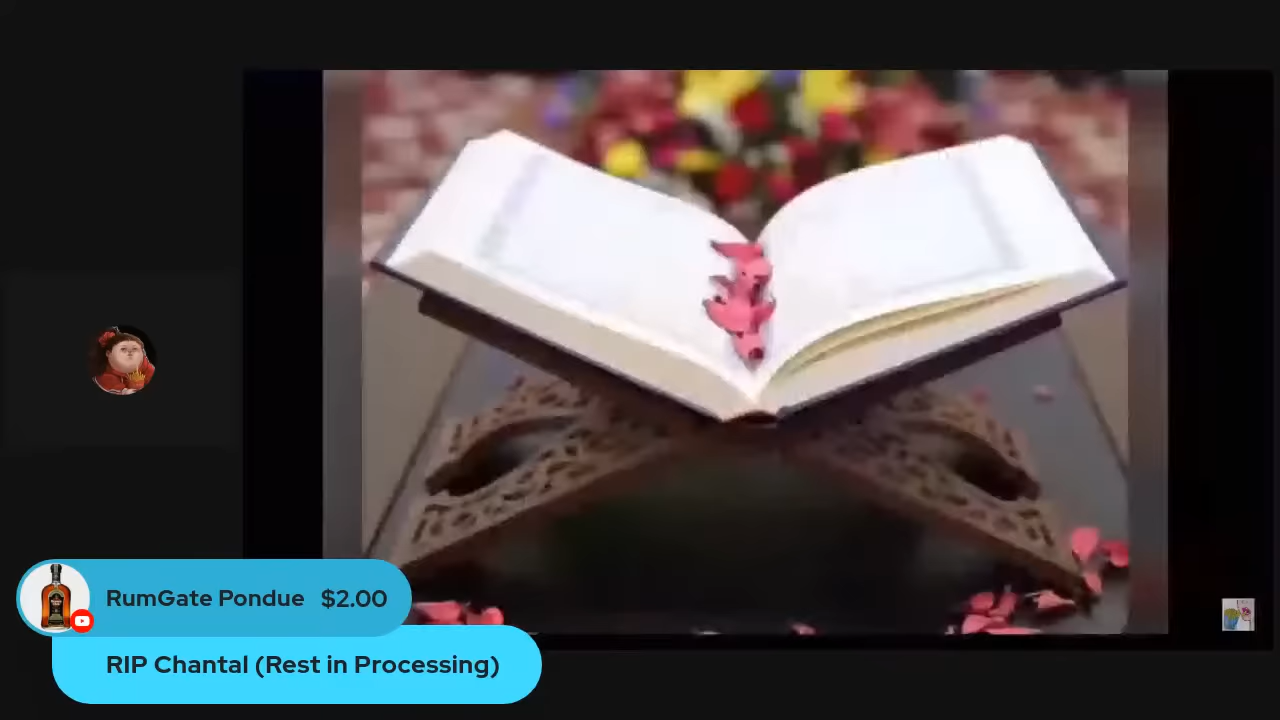 RumGate Pondue $2.00
RIP Chantal (Rest in Processing)